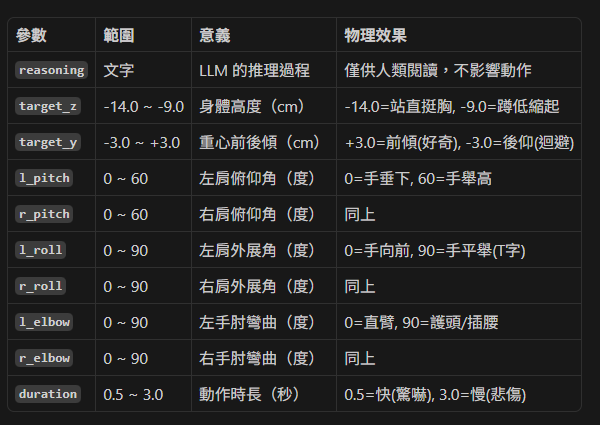 參數 範圍 意義 物理效果
reasoning 文字 LLM 的推理過程 僅供人類閱讀，不影響動作
target_z -14.0 ~ -9.0 身體高度（cm） -14.0=站直挺胸, -9.0=蹲低縮起
target_y -3.0 ~ +3.0 重心前後傾（cm） +3.0=前傾(好奇), -3.0=後仰(迴避)
l_pitch 0 ~ 60 左肩俯仰角（度） 0=手垂下, 60=手舉高
r_pitch 0 ~ 60 右肩俯仰角（度） 同上
l_roll 0 ~ 90 左肩外展角（度） 0=手向前, 90=手平舉(T字)
r_roll 0 ~ 90 右肩外展角（度） 同上
l_elbow 0 ~ 90 左手肘彎曲（度） 0=直臂, 90=護頭/插腰
r_elbow 0 ~ 90 右手肘彎曲（度） 同上
duration 0.5 ~ 3.0 動作時長（秒） 0.5=快(驚嚇), 3.0=慢(悲傷)